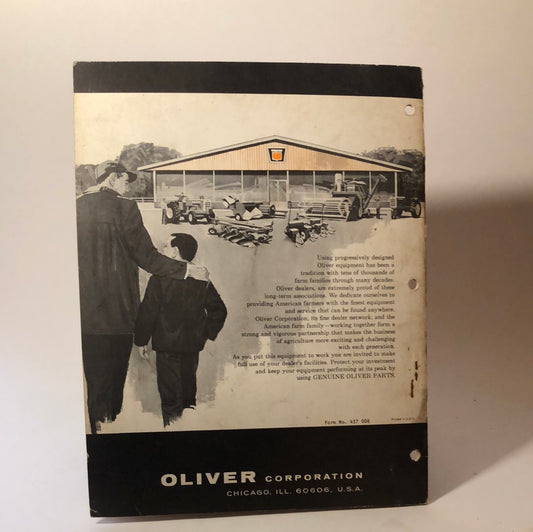 Using progressively designed
Oliver equipment has been a
tradition with tens of thousands of
farm families through many decades.
Oliver dealers, are extremely proud of these
long-term associations. We dedicate ourselves to
providing American farmers with the finest equipment
and service that can be found anywhere.
Oliver Corporation, its fine dealer network, and the
American farm family—working together form a
strong and vigorous partnership that makes the business
of agriculture more exciting and challenging
with each generation.
As you put this equipment to work you are invited to make
full use of your dealer's facilities. Protect your investment
and keep your equipment performing at its peak by
using GENUINE OLIVER PARTS.
Form No. 437 008
Printed in U.S.A.
OLIVER CORPORATION
CHICAGO, ILL. 60606, U.S.A.